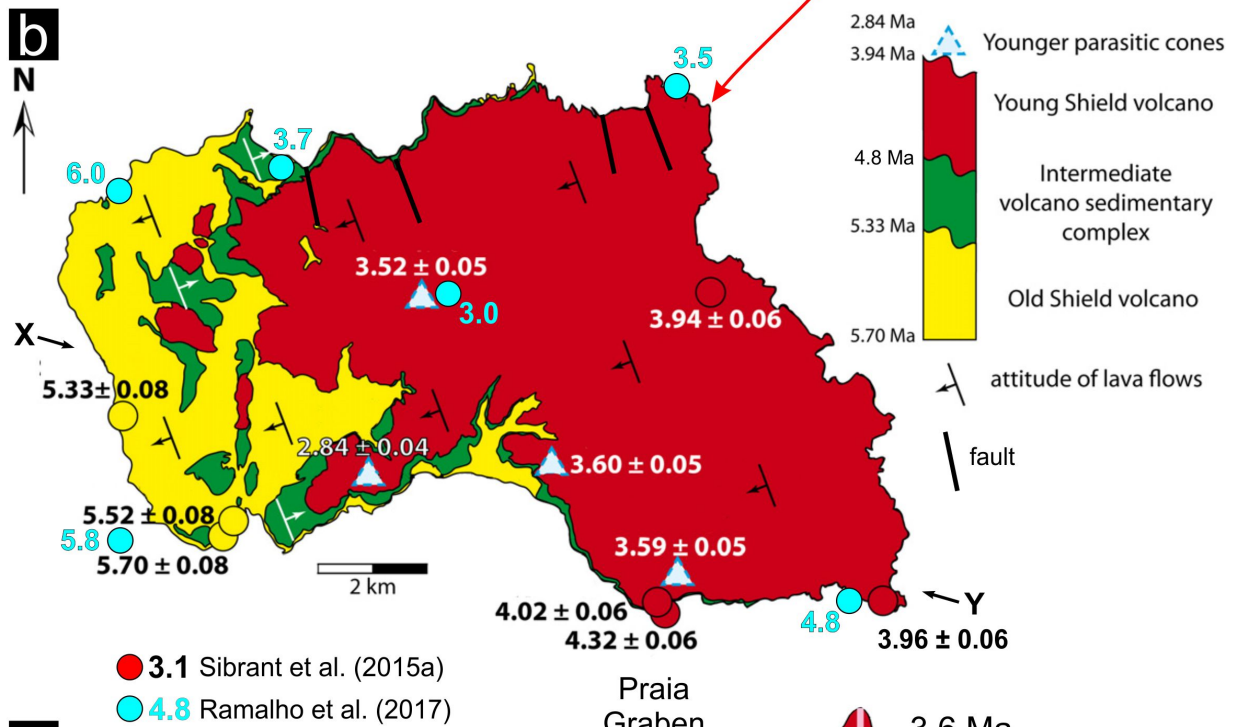 b
N
2.84 Ma
Younger parasitic cones
3.94 Ma
Young Shield volcano
4.8 Ma
Intermediate
volcano sedimentary
complex
5.33 Ma
Old Shield volcano
5.70 Ma
attitude of lava flows
fault
3.5
3.7
6.0
3.52 ± 0.05
3.0
3.94 ± 0.06
X
5.33± 0.08
2.84 ± 0.04
3.60 ± 0.05
5.52 ± 0.08
5.8
5.70 ± 0.08
3.59 ± 0.05
2 km
4.02 ± 0.06
4.32 ± 0.06
4.8
Y
3.96 ± 0.06
3.1 Sibrant et al. (2015a)
4.8 Ramalho et al. (2017)
Praia
Graben
3.6 Ma